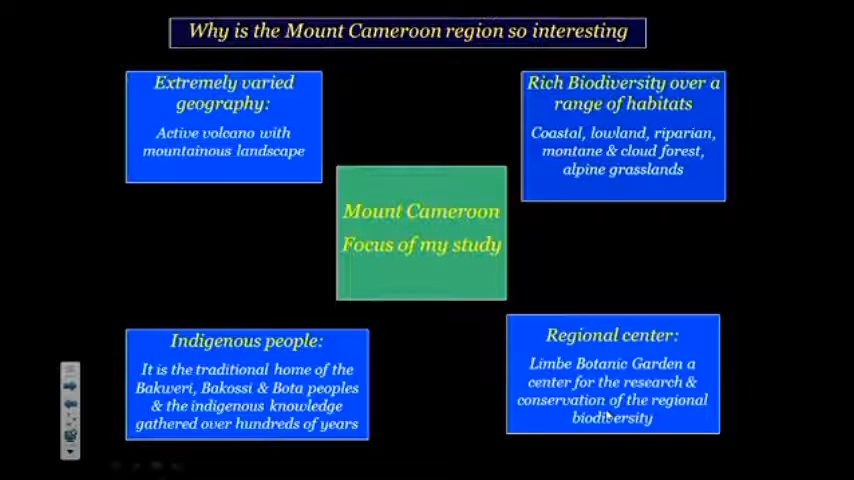 Why is the Mount Cameroon region so interesting
Extremely varied
geography:
Active volcano with
mountainous landscape
Rich Biodiversity over a
range of habitats
Coastal, lowland, riparian,
montane & cloud forest,
alpine grasslands
Mount Cameroon
Focus of my study
Indigenous people:
It is the traditional home of the
Bakweri, Bakossi & Bota peoples
& the indigenous knowledge
gathered over hundreds of years
Regional center:
Limbe Botanic Garden a
center for the research &
conservation of the regional
biodiversity